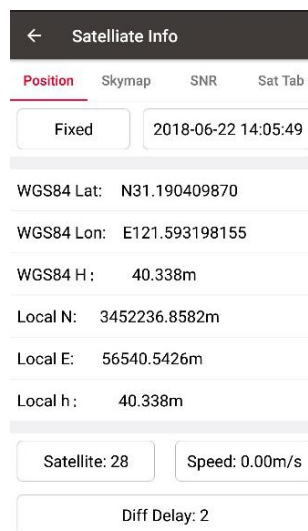 ← Satelliate Info
Position Skymap SNR Sat Tab
Fixed 2018-06-22 14:05:49
WGS84 Lat: N31.190409870
WGS84 Lon: E121.593198155
WGS84 H: 40.338m
Local N: 3452236.8582m
Local E: 56540.5426m
Local h: 40.338m
Satellite: 28 Speed: 0.00m/s
Diff Delay: 2